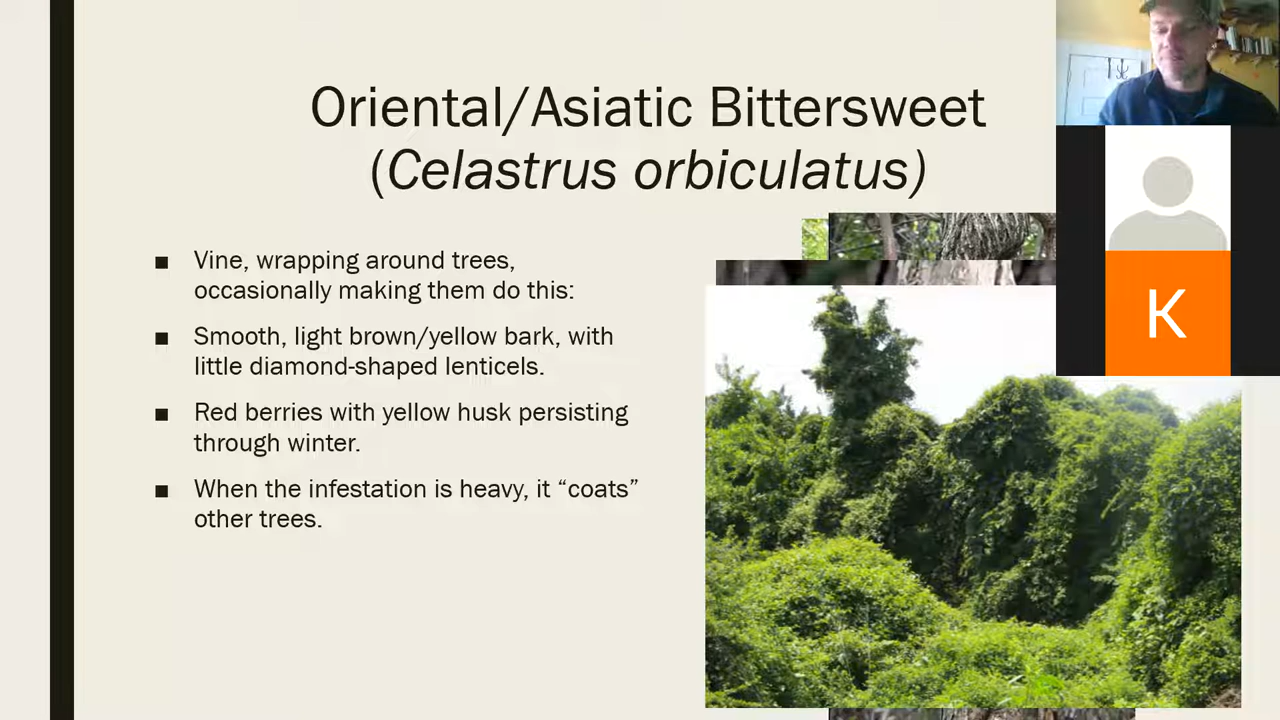 Oriental/Asiatic Bittersweet
(Celastrus orbiculatus)
■ Vine, wrapping around trees,
occasionally making them do this:
■ Smooth, light brown/yellow bark, with
little diamond-shaped lenticels.
■ Red berries with yellow husk persisting
through winter.
■ When the infestation is heavy, it “coats”
other trees.
K